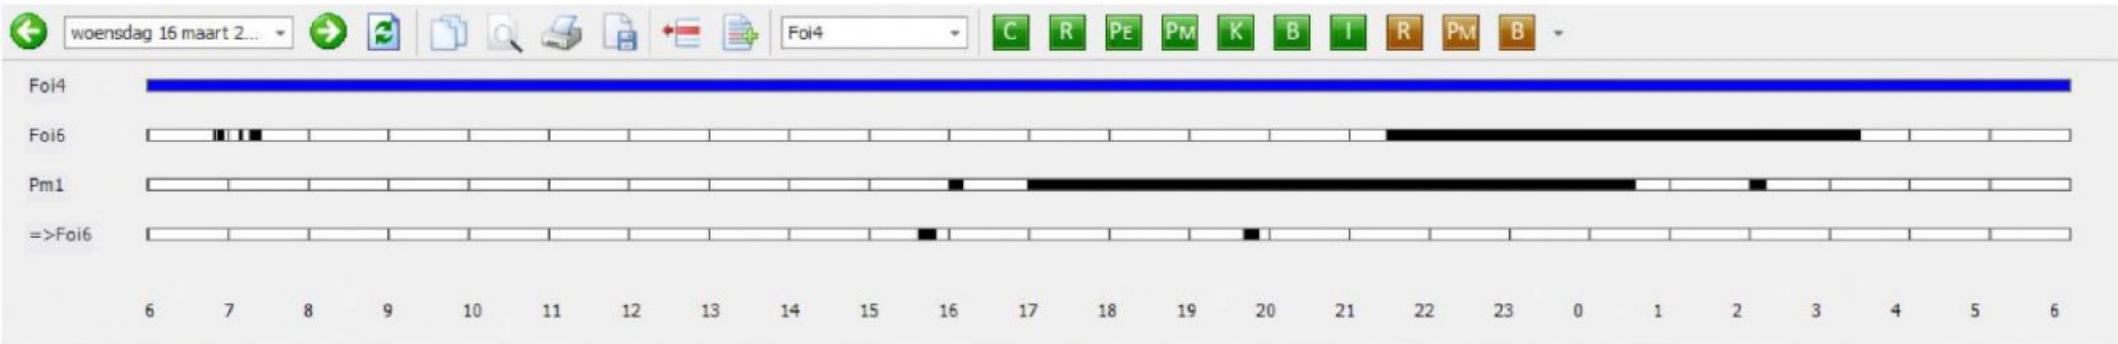 woensdag 16 maart 2... Foi4 C R PE PM K B I R PM B
Foi4
Foi6
Pm1
=>Foi6
6 7 8 9 10 11 12 13 14 15 16 17 18 19 20 21 22 23 0 1 2 3 4 5 6